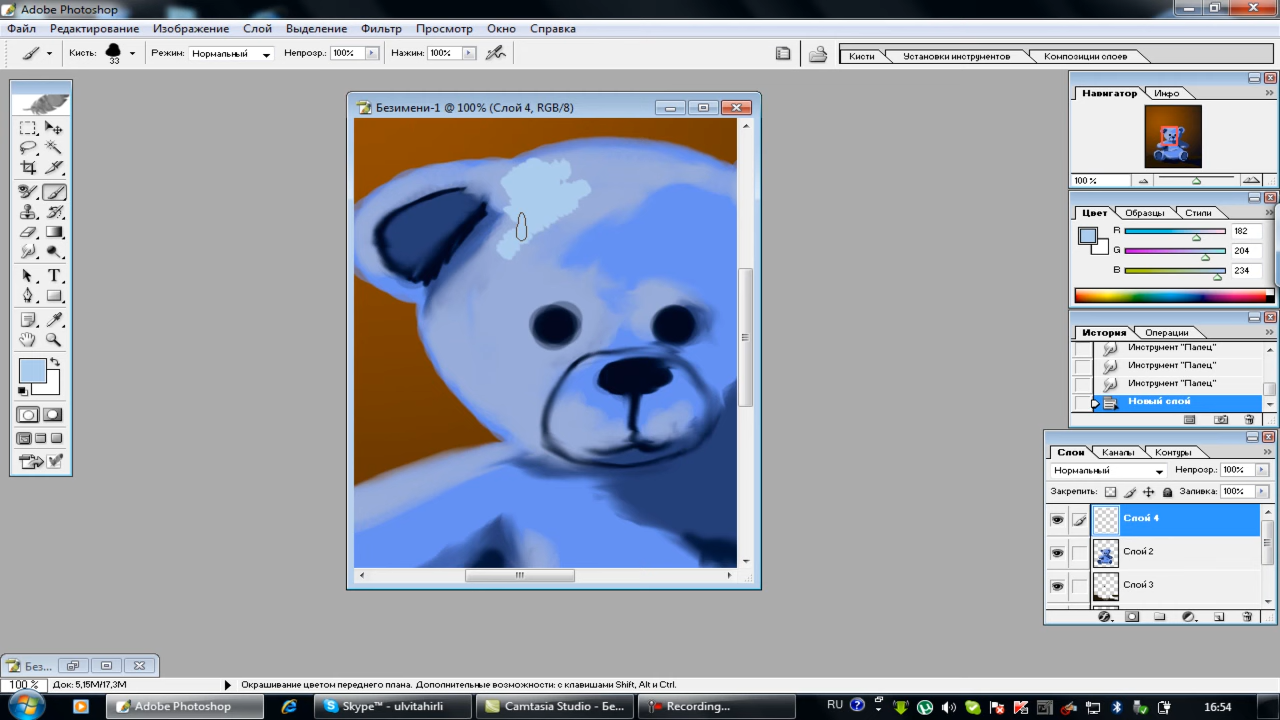 Adobe Photoshop
Файл Редактирование Изображение Слой Выделение Фильтр Просмотр Окно Справка
Кисть: 33 Режим: Нормальный Непрозр.: 100% Нажим: 100% Кисти Установки инструментов Композиции слоев
Безимени-1 @ 100% (Слой 4, RGB/8)
Навигатор Инфо
100 %
Цвет Образцы Стили
R 182
G 204
B 234
История Операции
Инструмент "Палец"
Инструмент "Палец"
Инструмент "Палец"
Новый слой
Слои Каналы Контуры
Нормальный Непрозр.: 100%
Закрепить: Заливка: 100%
Слой 4
Слой 2
Слой 3
Без...
100 % Док: 5,15M/17,3M Окрашивание цветом переднего плана. Дополнительные возможности: с клавишами Shift, Alt и Ctrl.
Adobe Photoshop Skype™ - ulvitahirli Camtasia Studio - Бе... Recording... RU 16:54